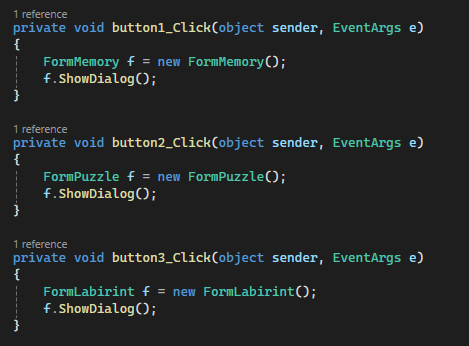 1 reference
private void button1_Click(object sender, EventArgs e)
{
FormMemory f = new FormMemory();
f.ShowDialog();
}
1 reference
private void button2_Click(object sender, EventArgs e)
{
FormPuzzle f = new FormPuzzle();
f.ShowDialog();
}
1 reference
private void button3_Click(object sender, EventArgs e)
{
FormLabirint f = new FormLabirint();
f.ShowDialog();
}